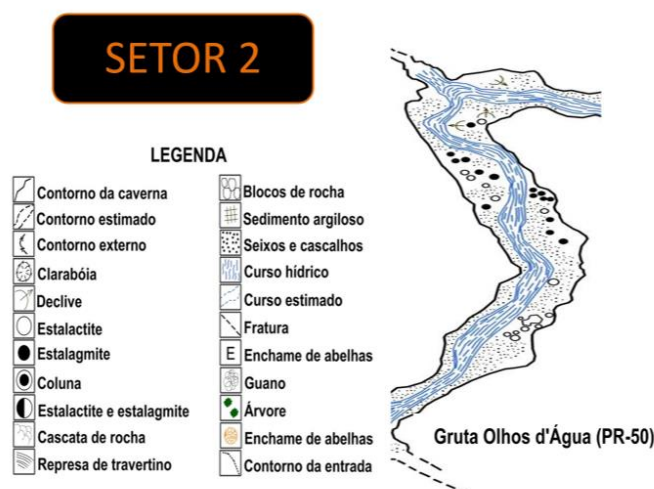 SETOR 2
LEGENDA
Contorno da caverna
Contorno estimado
Contorno externo
Clarabóia
Declive
Estalactite
Estalagmite
Coluna
Estalactite e estalagmite
Cascata de rocha
Represa de travertino
Blocos de rocha
Sedimento argiloso
Seixos e cascalhos
Curso hídrico
Curso estimado
Fratura
E Enchame de abelhas
Guano
Árvore
Enchame de abelhas
Contorno da entrada
Gruta Olhos d'Água (PR-50)